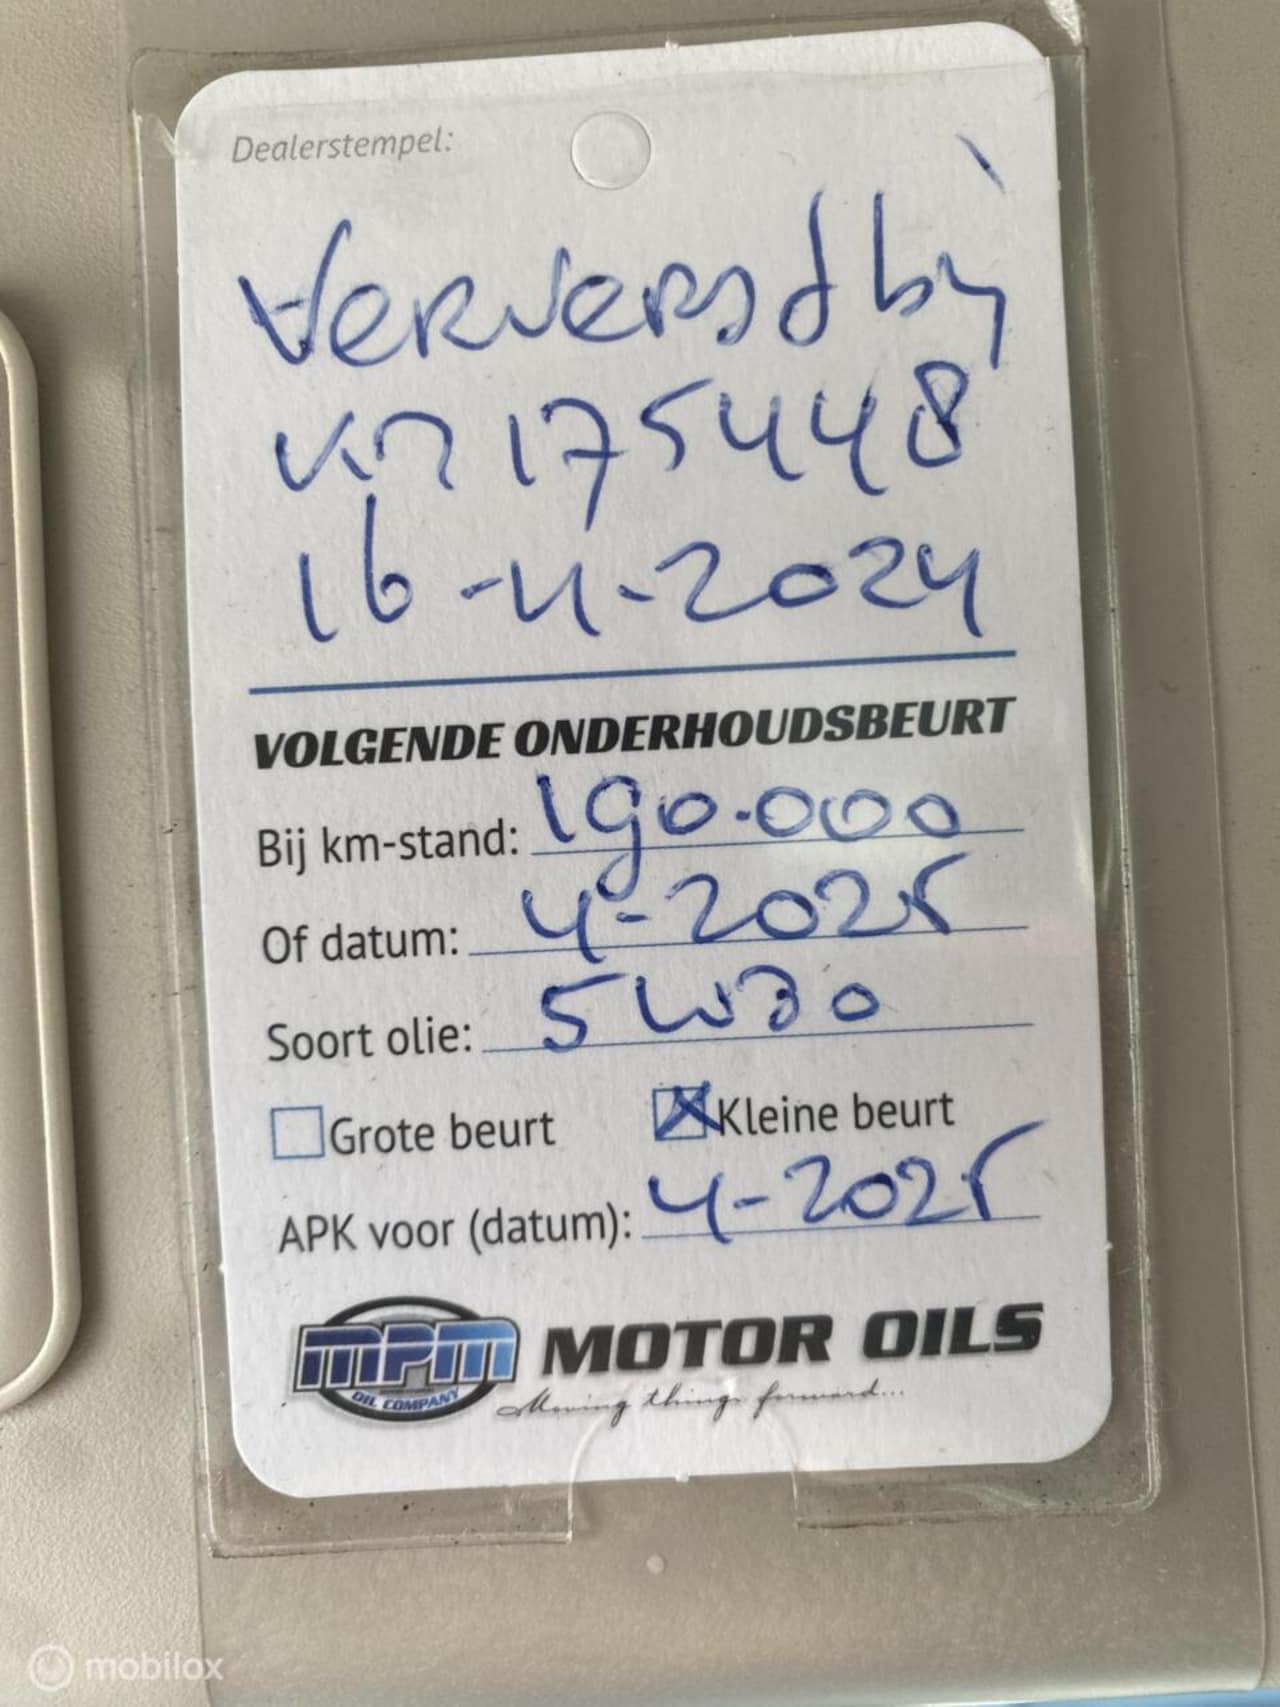 Dealerstempel:
Ververst bij
km 175448
16-4-2024
VOLGENDE ONDERHOUDSBEURT
Bij km-stand: 190.000
Of datum: 4-2025
Soort olie: 5W30
Grote beurt Kleine beurt
APK voor (datum): 4-2025
MPM MOTOR OILS
OIL COMPANY
Moving things forward...
mobilox